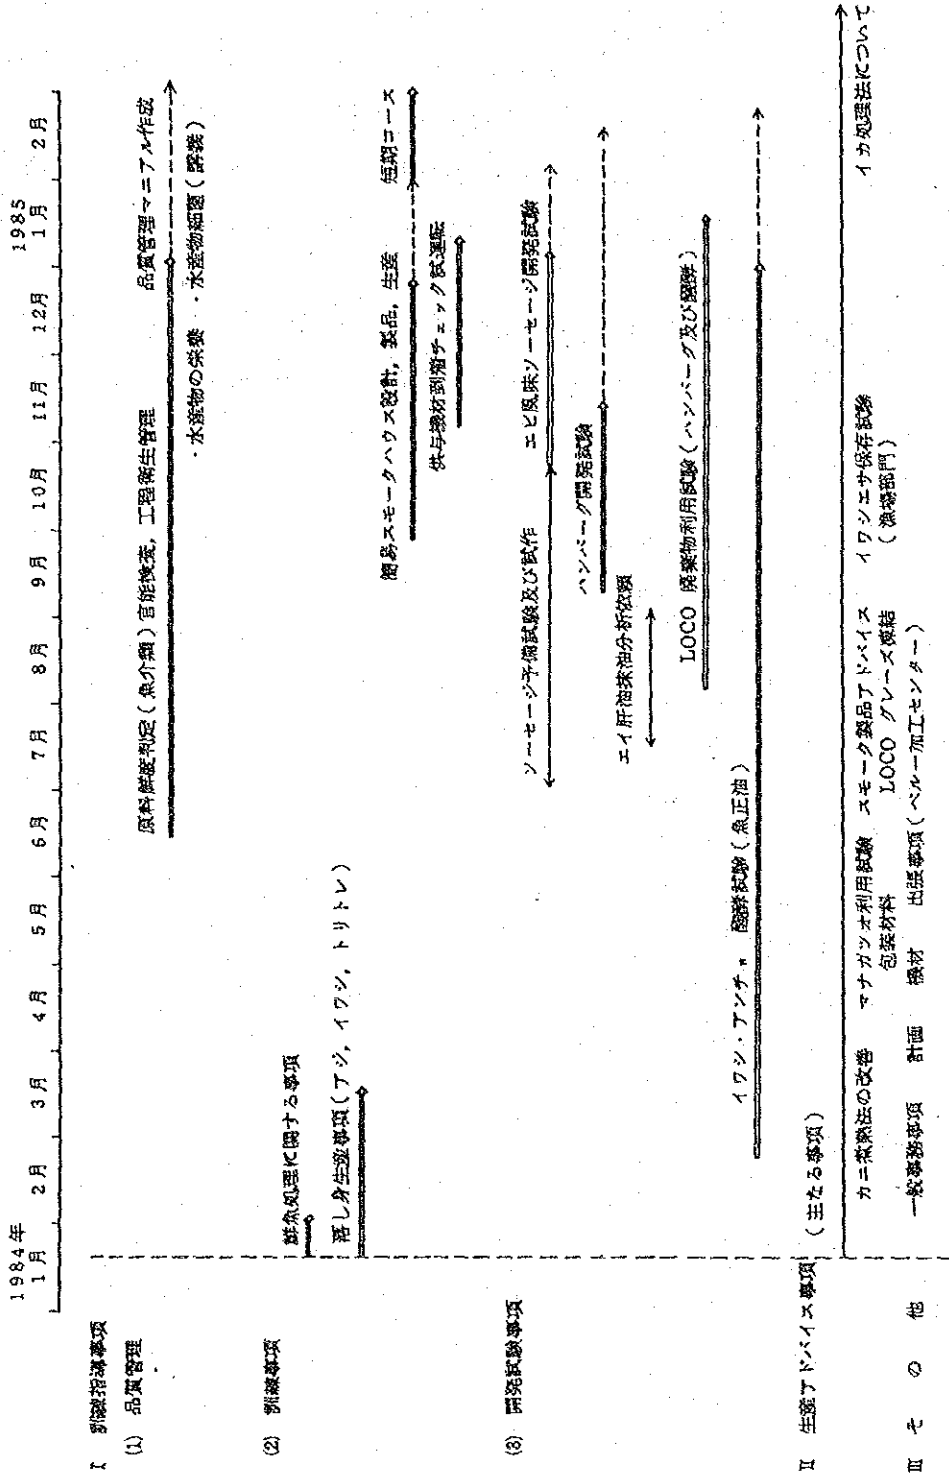 1984年 1985
1月 2月 3月 4月 5月 6月 7月 8月 9月 10月 11月 12月 1月 2月
I 訓練指導事項
(1) 品質管理
原料鮮度判定(魚介類)官能検査,工程衛生管理 品質管理マニアル作成
・水産物の栄養 ・水産物細菌(講義)
(2) 訓練事項
鮮魚処理に関する事項
落し身生産事項(アジ,イワシ,トリトレ)
簡易スモークハウス設計,製品,生産 短期コース
供与機材到着チェック試運転
(3) 開発試験事項
ソーセージ予備試験及び試作 エビ風味ソーセージ開発試験
ハンバーグ開発試験
エイ肝油採油分析依頼
LOCO 廃棄物利用試験(ハンバーグ及び醗酵)
イワシ・アンチョ 醗酵試験(魚正油)
II 生産アドバイス事項 (主たる事項)
カニ煮熟法の改善 マナガツオ利用試験 スモーク製品アドバイス イワシエサ保存試験 イカ処理法について
包装材料 LOCO グレーズ凍結 (漁場部門)
III その他 一般事務事項 計画 機材 出張事項(ペルー加工センター)